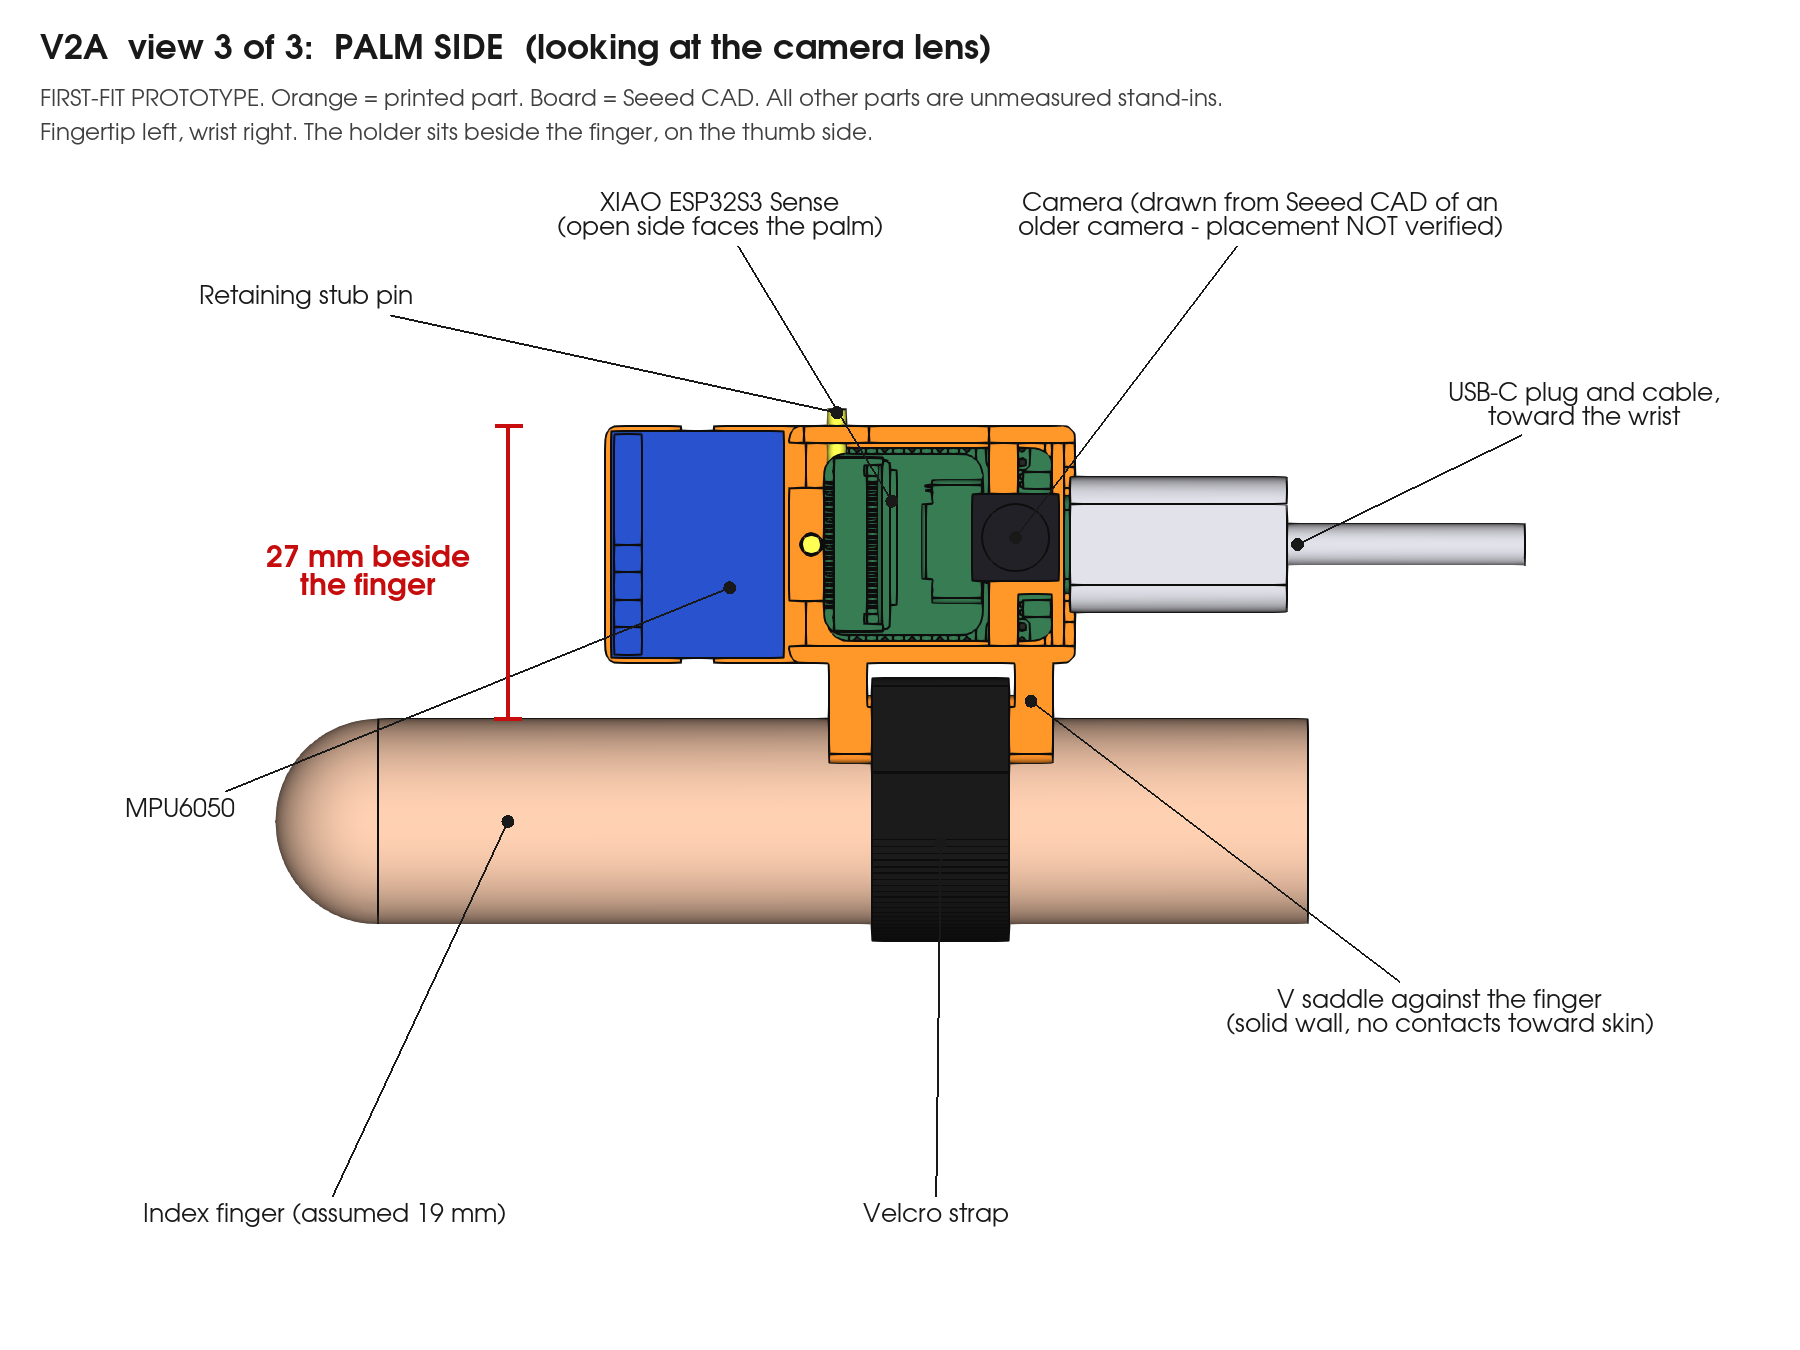 V2A  view 3 of 3:  PALM SIDE  (looking at the camera lens)
FIRST-FIT PROTOTYPE. Orange = printed part. Board = Seeed CAD. All other parts are unmeasured stand-ins.
Fingertip left, wrist right. The holder sits beside the finger, on the thumb side.
XIAO ESP32S3 Sense
(open side faces the palm)
Camera (drawn from Seeed CAD of an
older camera - placement NOT verified)
Retaining stub pin
USB-C plug and cable,
toward the wrist
27 mm beside
the finger
MPU6050
V saddle against the finger
(solid wall, no contacts toward skin)
Index finger (assumed 19 mm)
Velcro strap